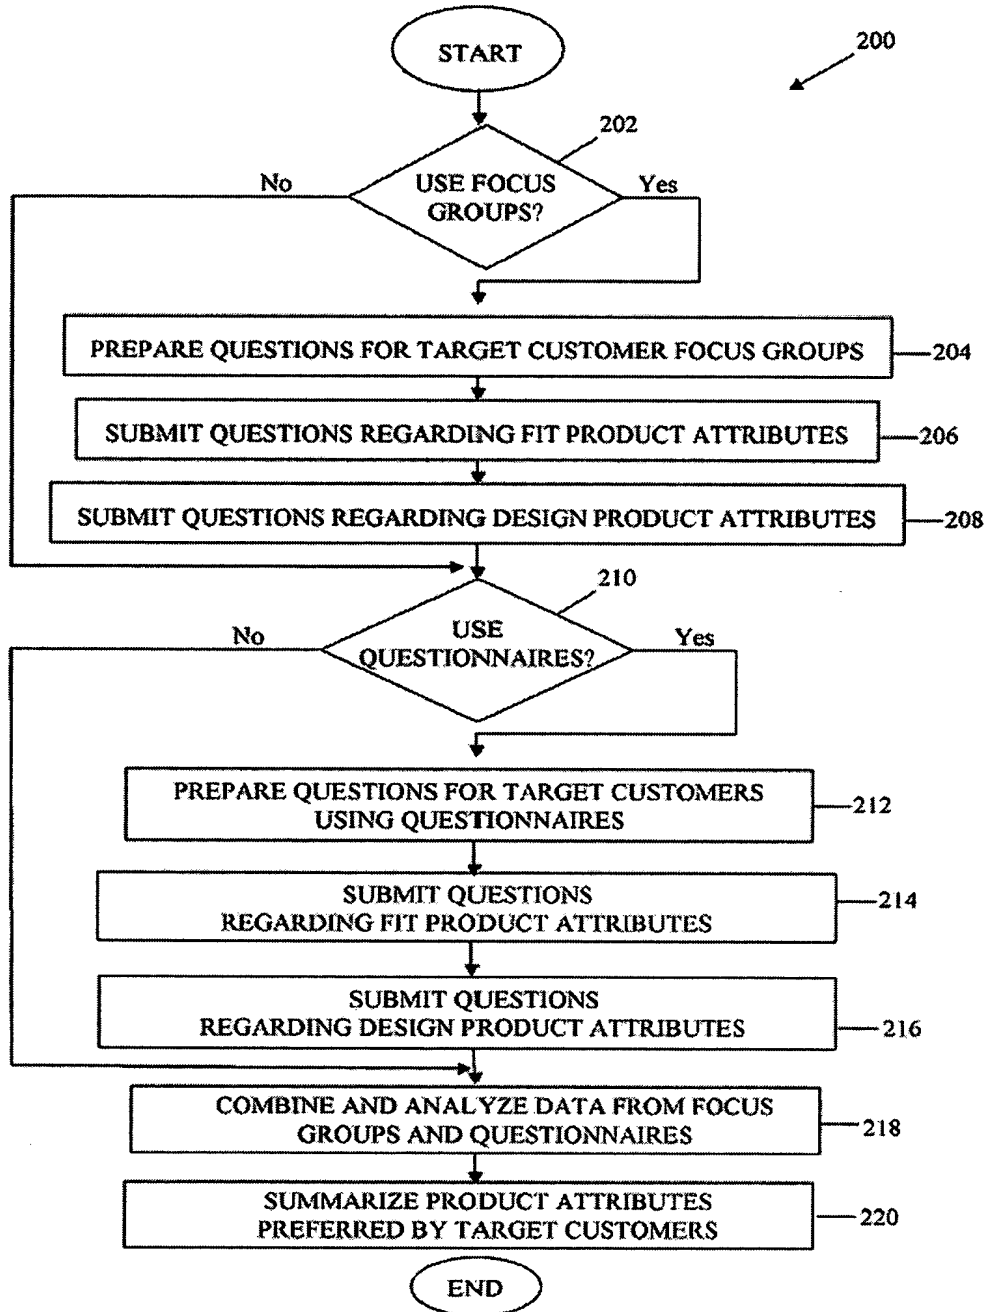 START
200
202
No
USE FOCUS
GROUPS?
Yes
PREPARE QUESTIONS FOR TARGET CUSTOMER FOCUS GROUPS
204
SUBMIT QUESTIONS REGARDING FIT PRODUCT ATTRIBUTES
206
SUBMIT QUESTIONS REGARDING DESIGN PRODUCT ATTRIBUTES
208
210
No
USE
QUESTIONNAIRES?
Yes
PREPARE QUESTIONS FOR TARGET CUSTOMERS
USING QUESTIONNAIRES
212
SUBMIT QUESTIONS
REGARDING FIT PRODUCT ATTRIBUTES
214
SUBMIT QUESTIONS
REGARDING DESIGN PRODUCT ATTRIBUTES
216
COMBINE AND ANALYZE DATA FROM FOCUS
GROUPS AND QUESTIONNAIRES
218
SUMMARIZE PRODUCT ATTRIBUTES
PREFERRED BY TARGET CUSTOMERS
220
END